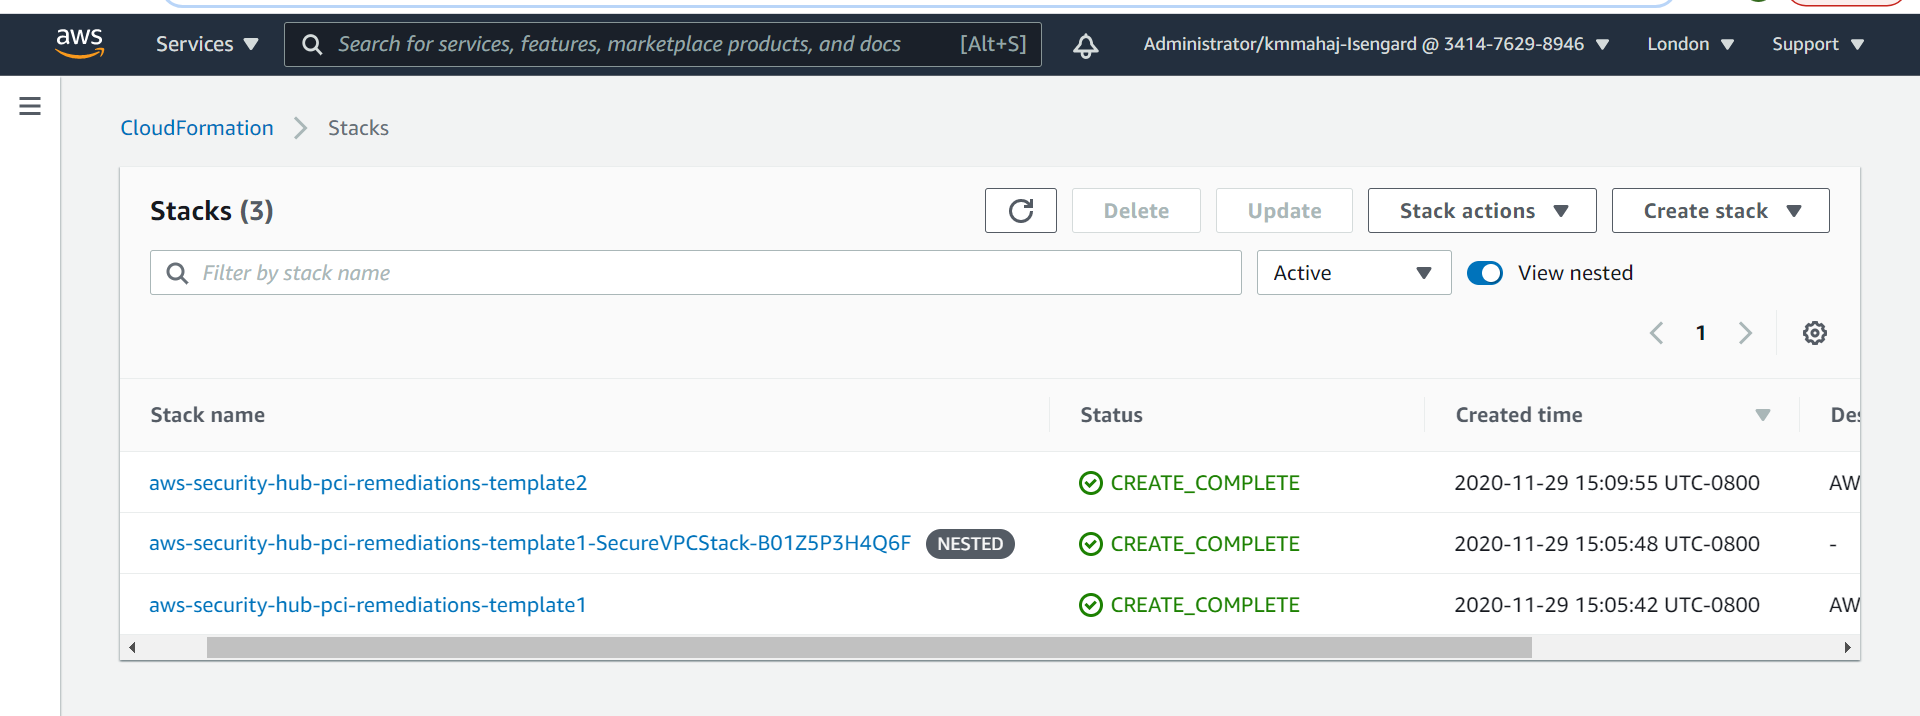 aws Services Search for services, features, marketplace products, and docs [Alt+S] Administrator/kmmahaj-Isengard @ 3414-7629-8946 London Support
CloudFormation Stacks
Stacks (3) Delete Update Stack actions Create stack
Filter by stack name Active View nested
1
Stack name Status Created time Des
aws-security-hub-pci-remediations-template2 CREATE_COMPLETE 2020-11-29 15:09:55 UTC-0800 AW
aws-security-hub-pci-remediations-template1-SecureVPCStack-B01Z5P3H4Q6F NESTED CREATE_COMPLETE 2020-11-29 15:05:48 UTC-0800 -
aws-security-hub-pci-remediations-template1 CREATE_COMPLETE 2020-11-29 15:05:42 UTC-0800 AW